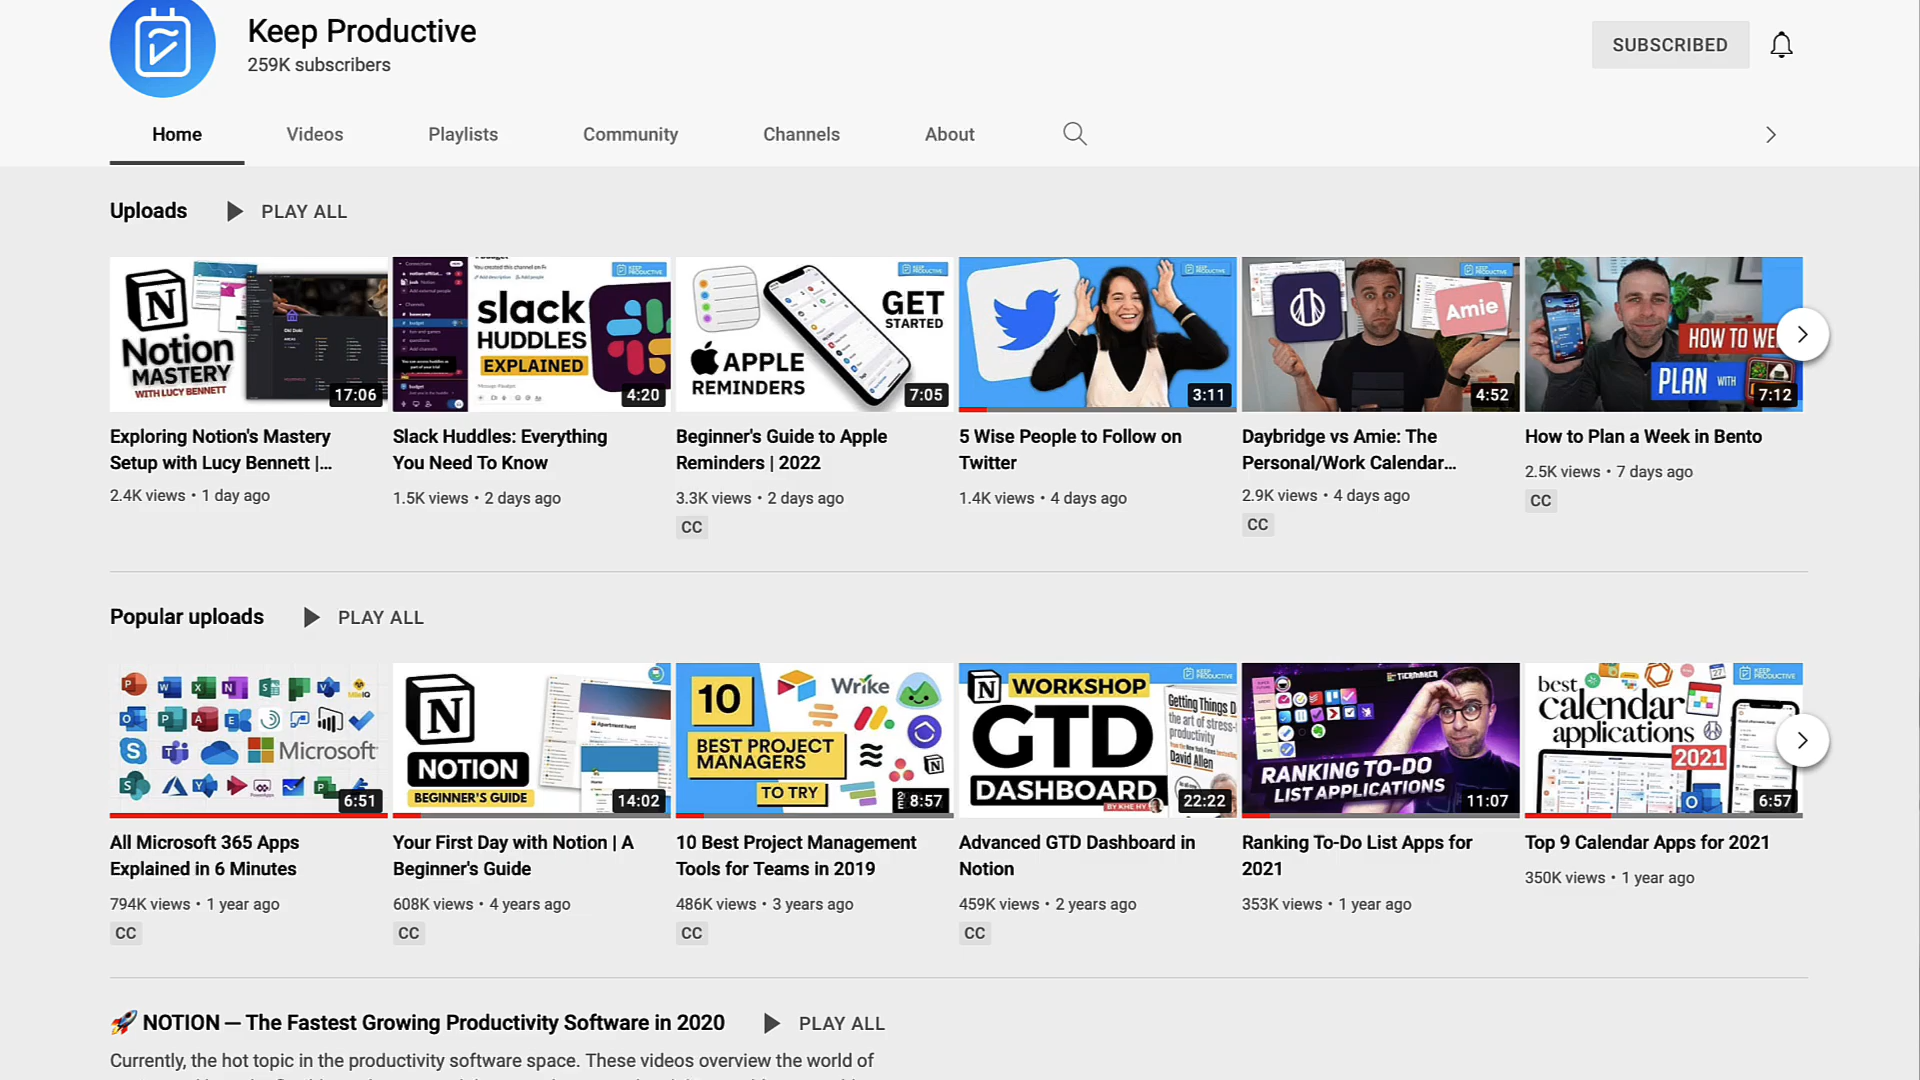 Keep Productive
259K subscribers
SUBSCRIBED
Home Videos Playlists Community Channels About
Uploads PLAY ALL
N
Notion
MASTERY
WITH LUCY BENNETT
17:06
slack
HUDDLES
EXPLAINED
4:20
GET
STARTED
APPLE
REMINDERS
7:05
KEEP PRODUCTIVE
3:11
Amie
4:52
HOW TO WE
PLAN WITH
7:12
Exploring Notion's Mastery
Setup with Lucy Bennett |...
2.4K views • 1 day ago
Slack Huddles: Everything
You Need To Know
1.5K views • 2 days ago
Beginner's Guide to Apple
Reminders | 2022
3.3K views • 2 days ago
CC
5 Wise People to Follow on
Twitter
1.4K views • 4 days ago
Daybridge vs Amie: The
Personal/Work Calendar...
2.9K views • 4 days ago
CC
How to Plan a Week in Bento
2.5K views • 7 days ago
CC
Popular uploads PLAY ALL
Microsoft
6:51
N
NOTION
BEGINNER'S GUIDE
14:02
10
Wrike
BEST PROJECT
MANAGERS
TO TRY
8:57
N WORKSHOP
GTD
DASHBOARD
BY KHE HY
Getting Things D
the art of stress-
productivity
David Allen
22:22
TIERMAKER
RANKING TO-DO
LIST APPLICATIONS
11:07
best
calendar
applications
2021
KEEP PRODUCTIVE
6:57
All Microsoft 365 Apps
Explained in 6 Minutes
794K views • 1 year ago
CC
Your First Day with Notion | A
Beginner's Guide
608K views • 4 years ago
CC
10 Best Project Management
Tools for Teams in 2019
486K views • 3 years ago
CC
Advanced GTD Dashboard in
Notion
459K views • 2 years ago
CC
Ranking To-Do List Apps for
2021
353K views • 1 year ago
Top 9 Calendar Apps for 2021
350K views • 1 year ago
🚀 NOTION — The Fastest Growing Productivity Software in 2020 PLAY ALL
Currently, the hot topic in the productivity software space. These videos overview the world of